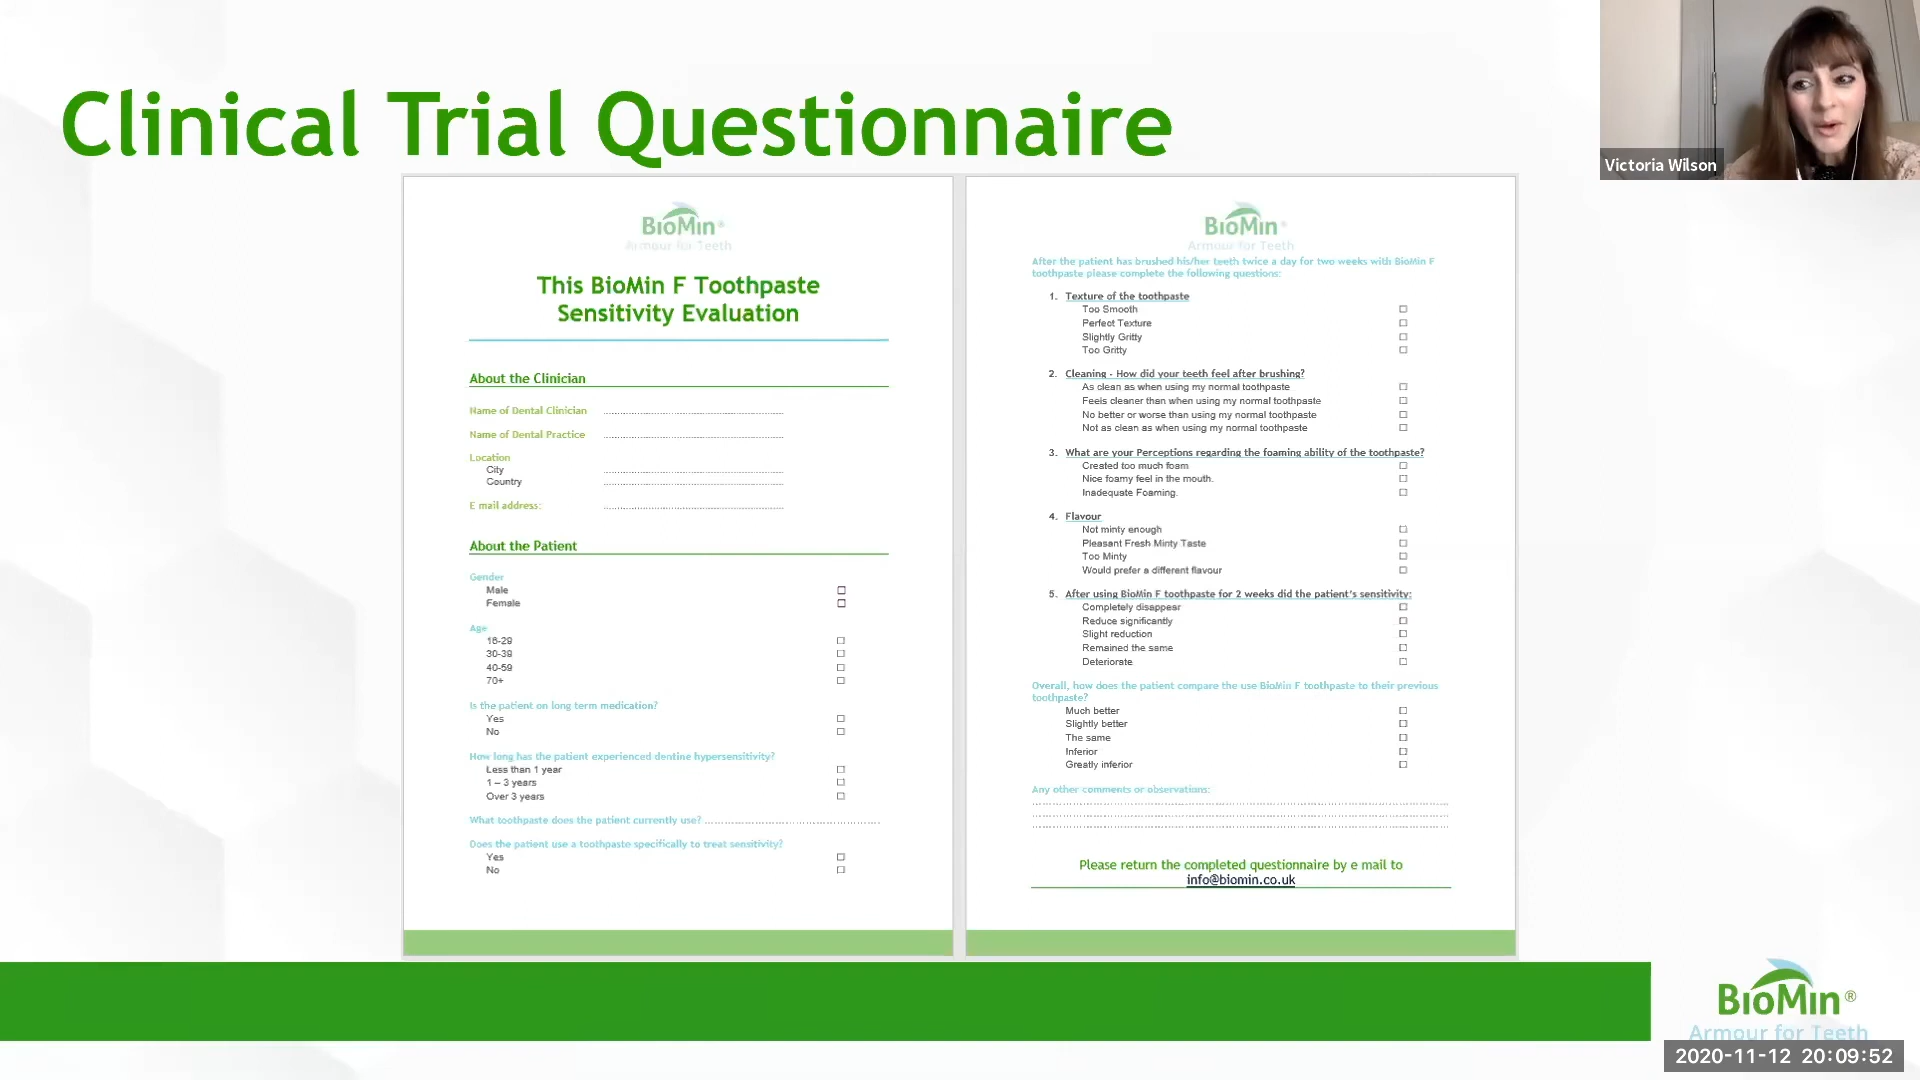 Clinical Trial Questionnaire
Victoria Wilson
BioMin®
Armour for Teeth
This BioMin F Toothpaste
Sensitivity Evaluation
About the Clinician
Name of Dental Clinician
Name of Dental Practice
Location
City
Country
E mail address:
About the Patient
Gender
Male
Female
Age
16-29
30-39
40-59
70+
Is the patient on long term medication?
Yes
No
How long has the patient experienced dentine hypersensitivity?
Less than 1 year
1 – 3 years
Over 3 years
What toothpaste does the patient currently use?
Does the patient use a toothpaste specifically to treat sensitivity?
Yes
No
BioMin®
Armour for Teeth
After the patient has brushed his/her teeth twice a day for two weeks with BioMin F
toothpaste please complete the following questions:
1. Texture of the toothpaste
Too Smooth
Perfect Texture
Slightly Gritty
Too Gritty
2. Cleaning - How did your teeth feel after brushing?
As clean as when using my normal toothpaste
Feels cleaner than when using my normal toothpaste
No better or worse than using my normal toothpaste
Not as clean as when using my normal toothpaste
3. What are your Perceptions regarding the foaming ability of the toothpaste?
Created too much foam
Nice foamy feel in the mouth.
Inadequate Foaming.
4. Flavour
Not minty enough
Pleasant Fresh Minty Taste
Too Minty
Would prefer a different flavour
5. After using BioMin F toothpaste for 2 weeks did the patient's sensitivity:
Completely disappear
Reduce significantly
Slight reduction
Remained the same
Deteriorate
Overall, how does the patient compare the use BioMin F toothpaste to their previous
toothpaste?
Much better
Slightly better
The same
Inferior
Greatly inferior
Any other comments or observations:
Please return the completed questionnaire by e mail to
info@biomin.co.uk
BioMin®
Armour for Teeth
2020-11-12 20:09:52